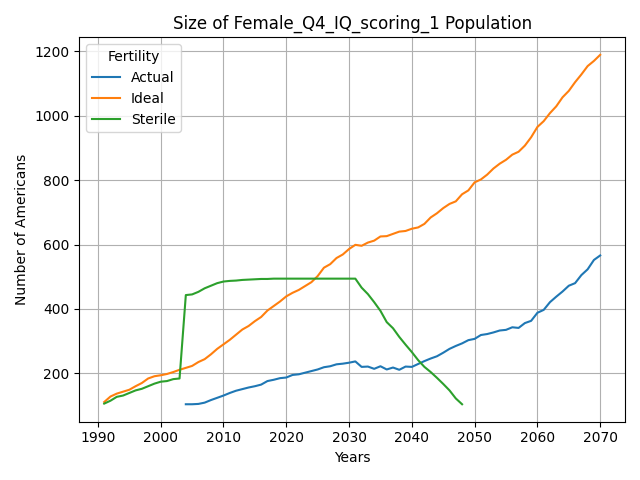 Size of Female_Q4_IQ_scoring_1 Population
Number of Americans
1200
1000
800
600
400
200
Fertility
Actual
Ideal
Sterile
1990 2000 2010 2020 2030 2040 2050 2060 2070
Years